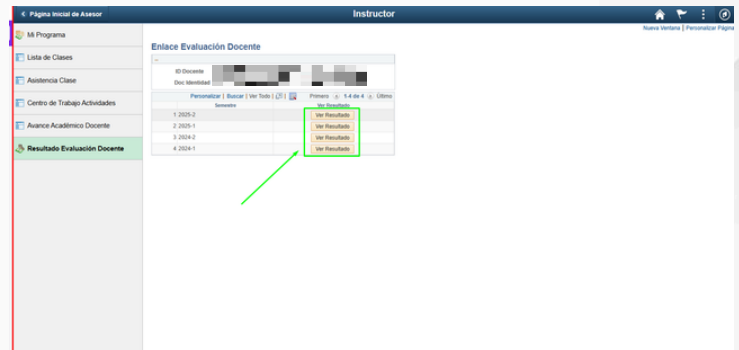 Página Inicial de Asesor
Instructor
Nueva Ventana | Personalizar Página
Mi Programa
Lista de Clases
Asistencia Clase
Centro de Trabajo Actividades
Avance Académico Docente
Resultado Evaluación Docente
Enlace Evaluación Docente
ID Docente
Doc Identidad
Personalizar | Buscar | Ver Todo | Primero 1-4 de 4 Último
Semestre Ver Resultado
1 2025-2 Ver Resultado
2 2025-1 Ver Resultado
3 2024-2 Ver Resultado
4 2024-1 Ver Resultado